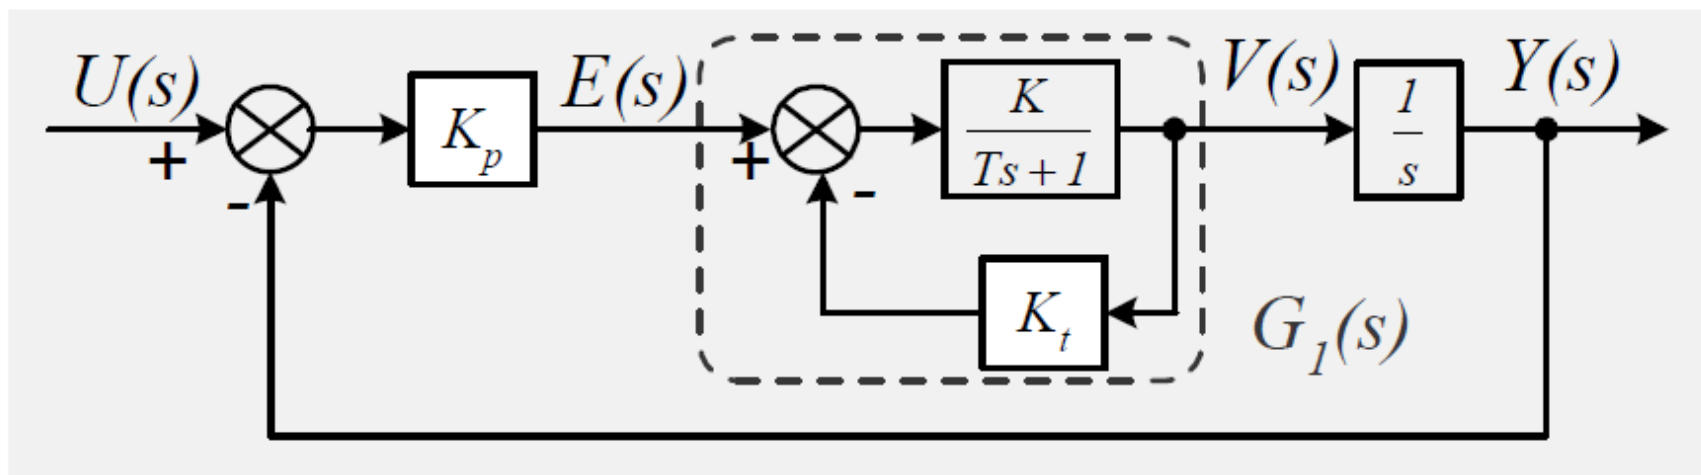 U(s)
+
-
K_p
E(s)
+
-
K
Ts + 1
K_t
G_1(s)
V(s)
1
s
Y(s)